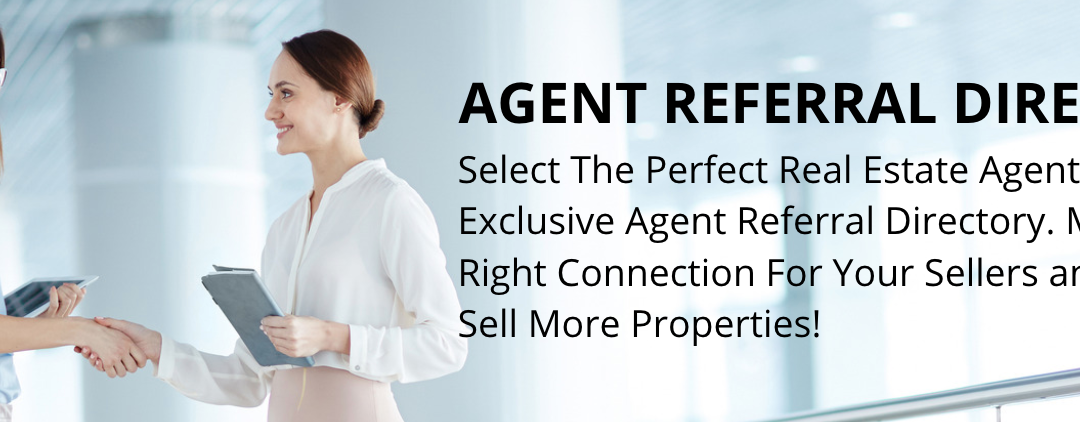 AGENT REFERRAL DIRE
Select The Perfect Real Estate Agent
Exclusive Agent Referral Directory.
Right Connection For Your Sellers
Sell More Properties!